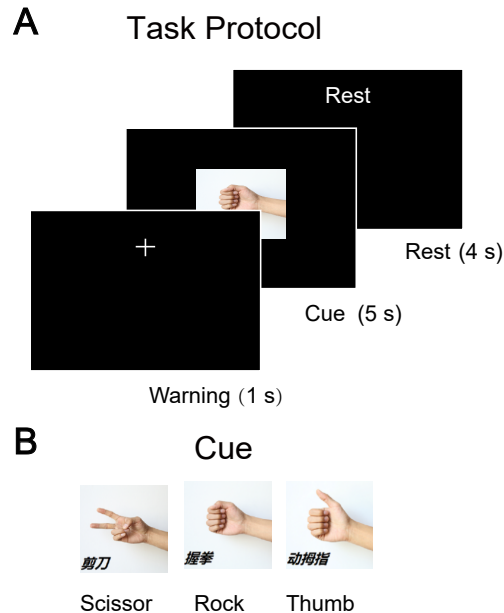 A
Task Protocol
Rest
Rest (4 s)
Cue (5 s)
Warning (1 s)
B
Cue
剪刀
握拳
动拇指
Scissor
Rock
Thumb